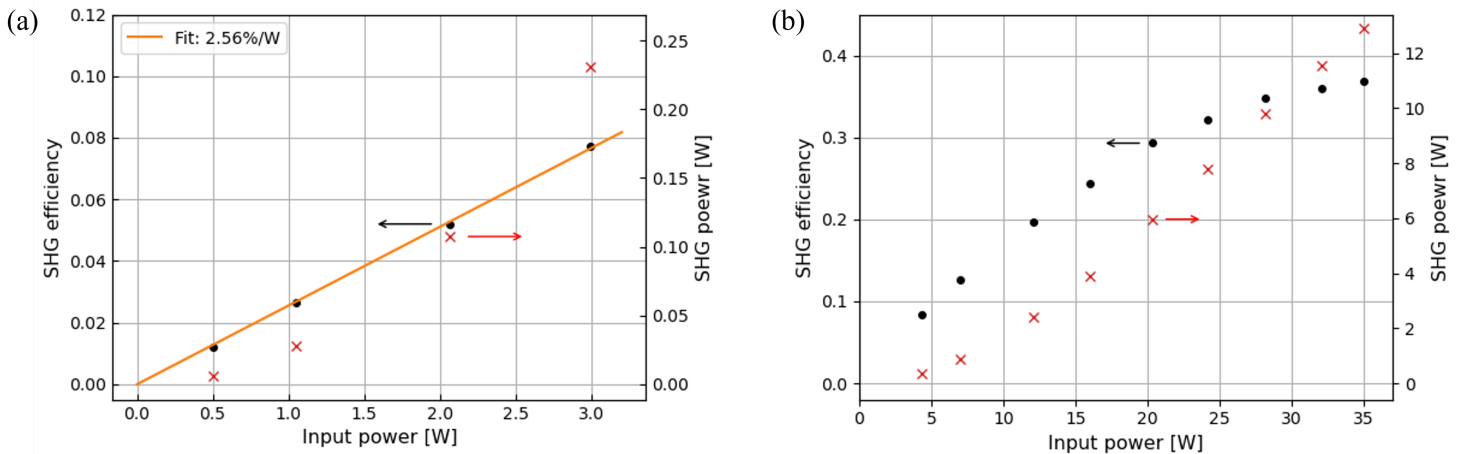 (a)
Fit: 2.56%/W
SHG efficiency
0.12
0.10
0.08
0.06
0.04
0.02
0.00
0.25
0.20
0.15
0.10
0.05
0.00
SHG poewr [W]
0.0 0.5 1.0 1.5 2.0 2.5 3.0
Input power [W]
(b)
SHG efficiency
0.4
0.3
0.2
0.1
0.0
12
10
8
6
4
2
0
SHG poewr [W]
0 5 10 15 20 25 30 35
Input power [W]